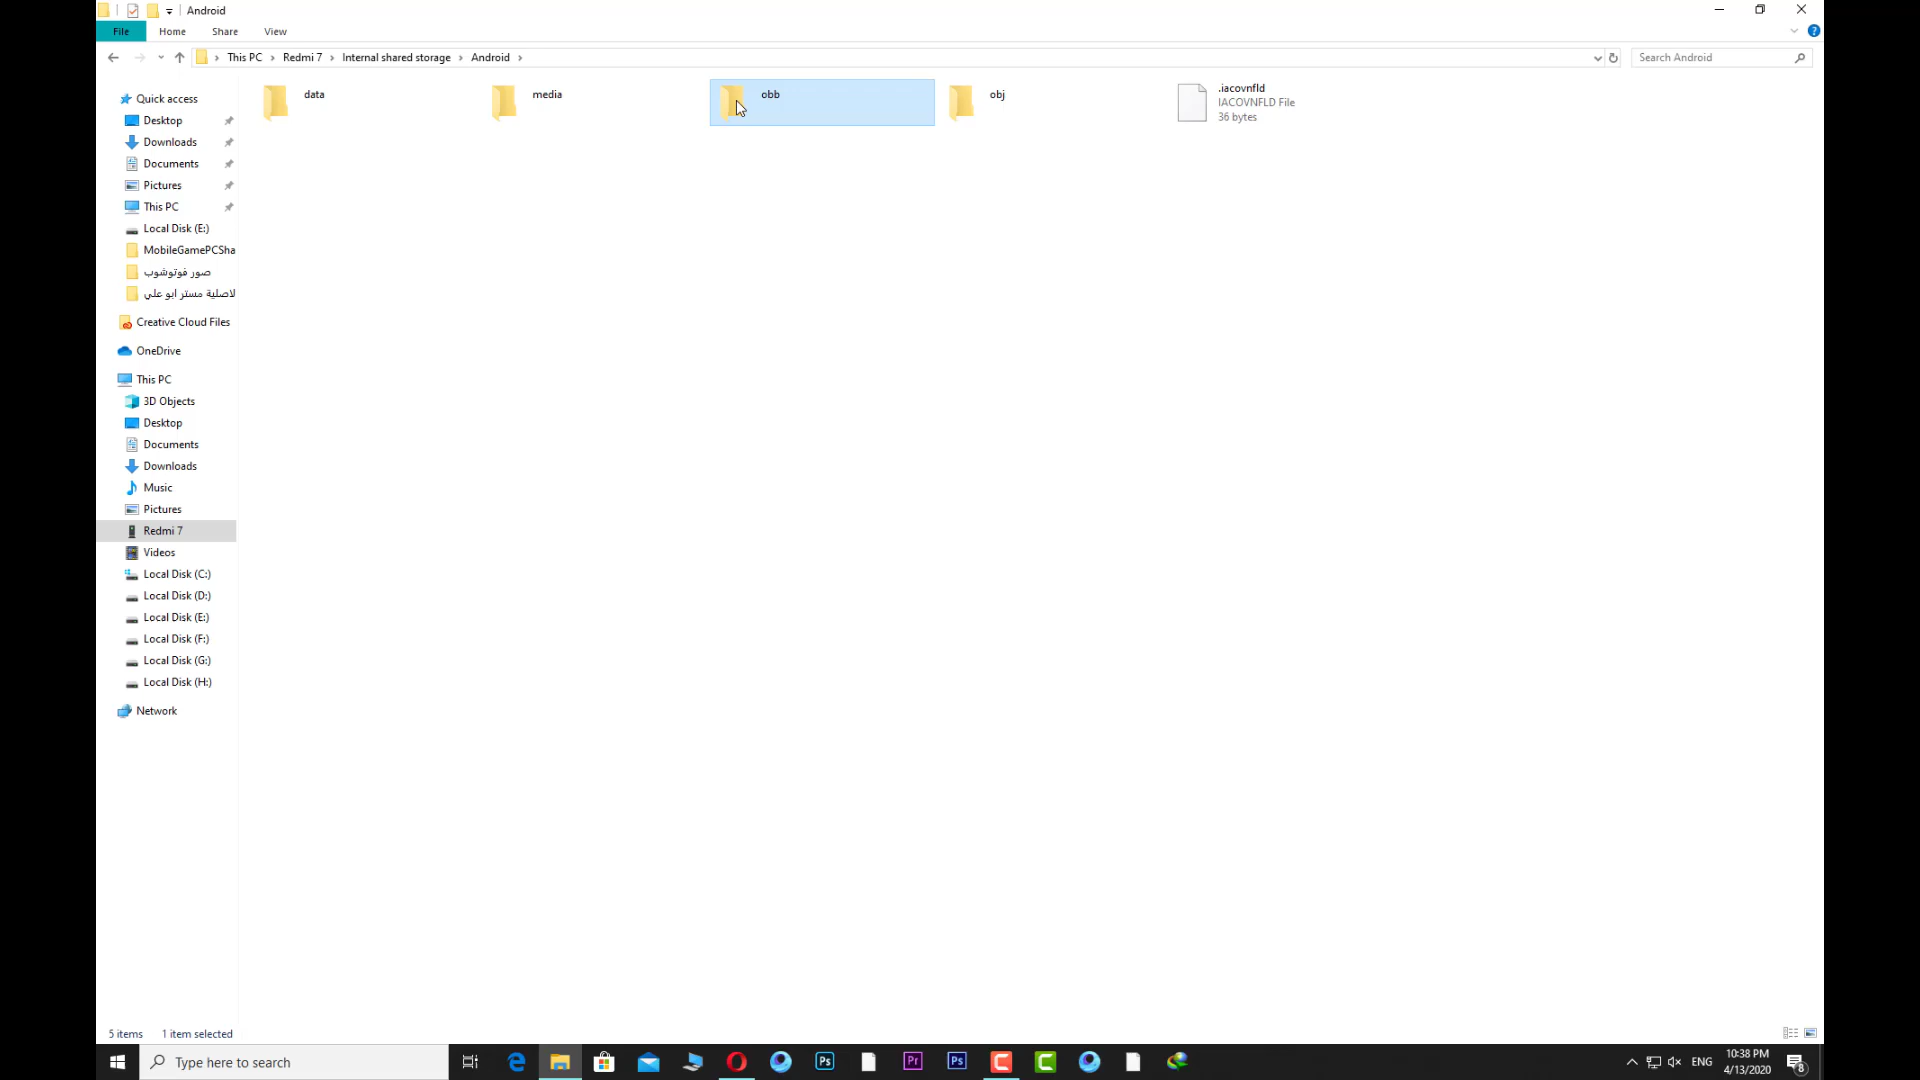 Android
File Home Share View
This PC Redmi 7 Internal shared storage Android
Search Android
data
media
obb
obj
.iacovnfld
IACOVNFLD File
36 bytes
Quick access
Desktop
Downloads
Documents
Pictures
This PC
Local Disk (E:)
MobileGamePCSha
صور فوتوشوب
لاصلية مستر ابو علي
Creative Cloud Files
OneDrive
This PC
3D Objects
Desktop
Documents
Downloads
Music
Pictures
Redmi 7
Videos
Local Disk (C:)
Local Disk (D:)
Local Disk (E:)
Local Disk (F:)
Local Disk (G:)
Local Disk (H:)
Network
5 items 1 item selected
Type here to search
Ps
Pr
Ps
ENG
10:38 PM
4/13/2020
8